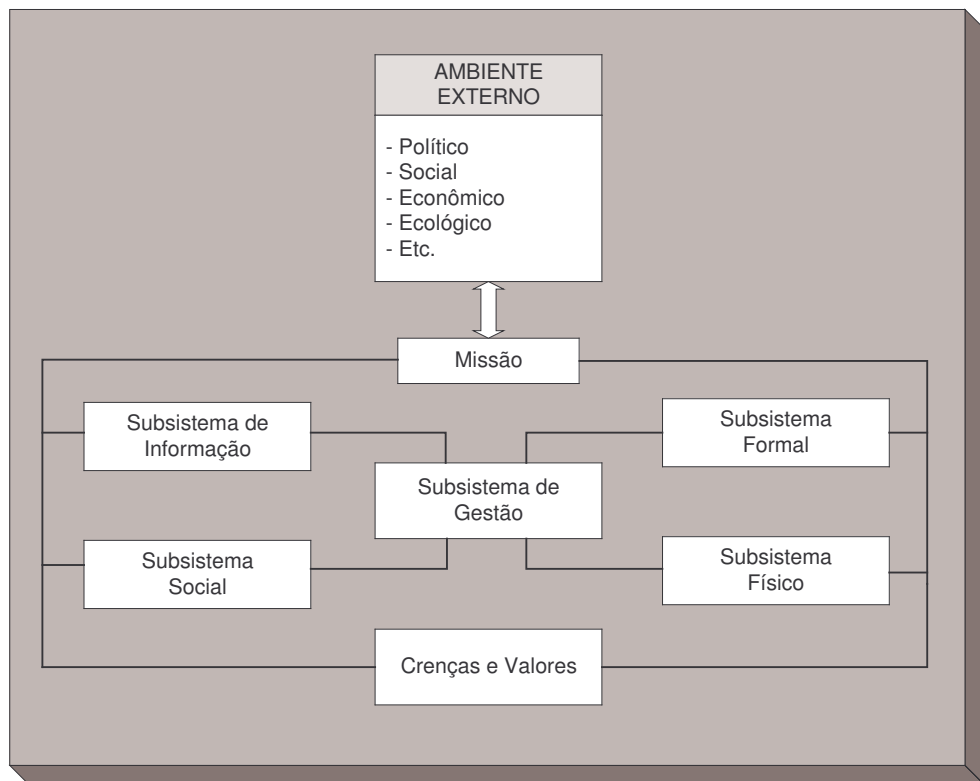 AMBIENTE
EXTERNO
- Político
- Social
- Econômico
- Ecológico
- Etc.
Missão
Subsistema de
Informação
Subsistema
Formal
Subsistema de
Gestão
Subsistema
Social
Subsistema
Físico
Crenças e Valores